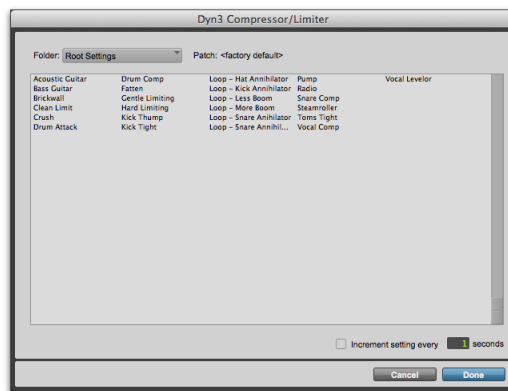 Dyn3 Compressor/Limiter
Folder: Root Settings Patch: <factory default>
Acoustic Guitar Drum Comp Loop – Hat Annihilator Pump Vocal Levelor
Bass Guitar Fatten Loop – Kick Annihilator Radio
Brickwall Gentle Limiting Loop – Less Boom Snare Comp
Clean Limit Hard Limiting Loop – More Boom Steamroller
Crush Kick Thump Loop – Snare Anihilator Toms Tight
Drum Attack Kick Tight Loop – Snare Annihil... Vocal Comp
Increment setting every 1 seconds
Cancel Done